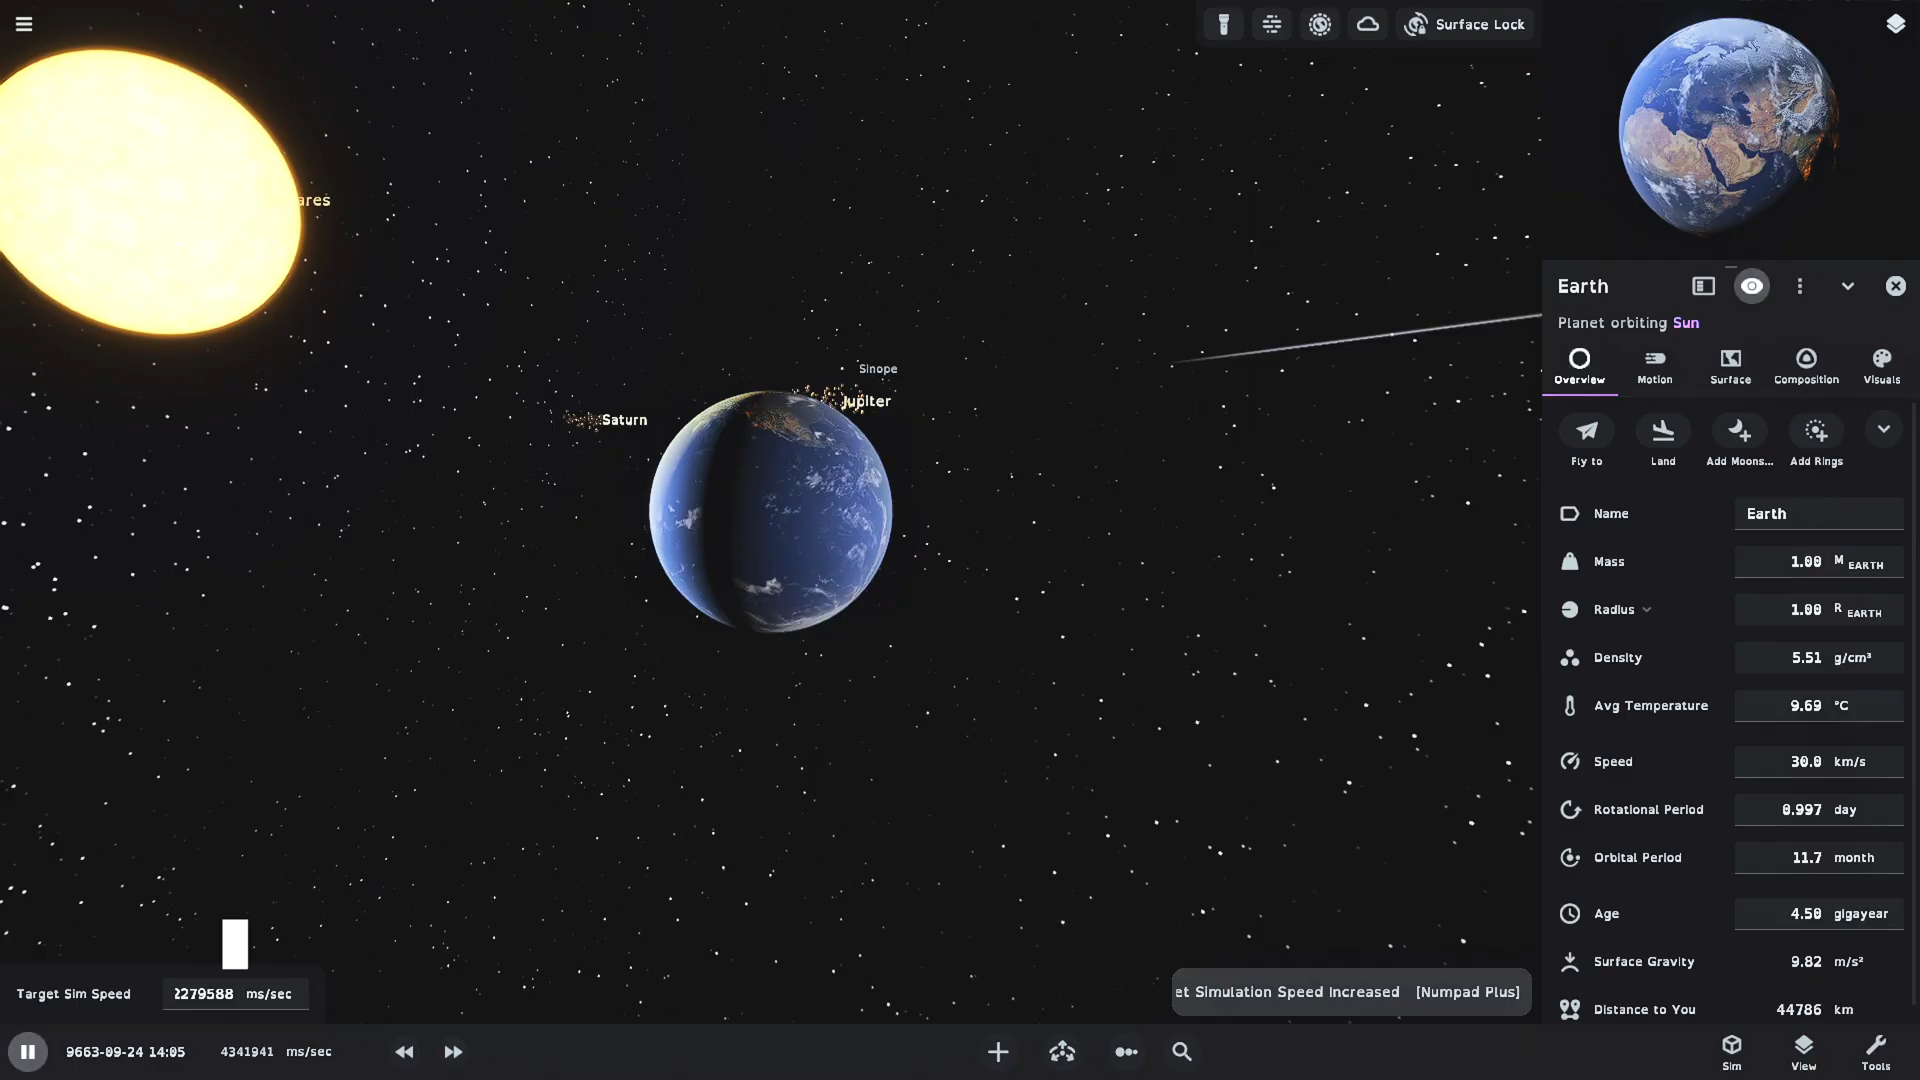 Surface Lock
ares
Sinope
Jupiter
Saturn
Earth
Planet orbiting Sun
Overview
Motion
Surface
Composition
Visuals
Fly to
Land
Add Moons...
Add Rings
Name
Earth
Mass
1.00 M EARTH
Radius
1.00 R EARTH
Density
5.51 g/cm³
Avg Temperature
9.69 °C
Speed
30.0 km/s
Rotational Period
0.997 day
Orbital Period
11.7 month
Age
4.50 gigayear
Surface Gravity
9.82 m/s²
Distance to You
44786 km
Target Sim Speed
2279588 ms/sec
et Simulation Speed Increased [Numpad Plus]
9663-09-24 14:05
4341941 ms/sec
Sim
View
Tools